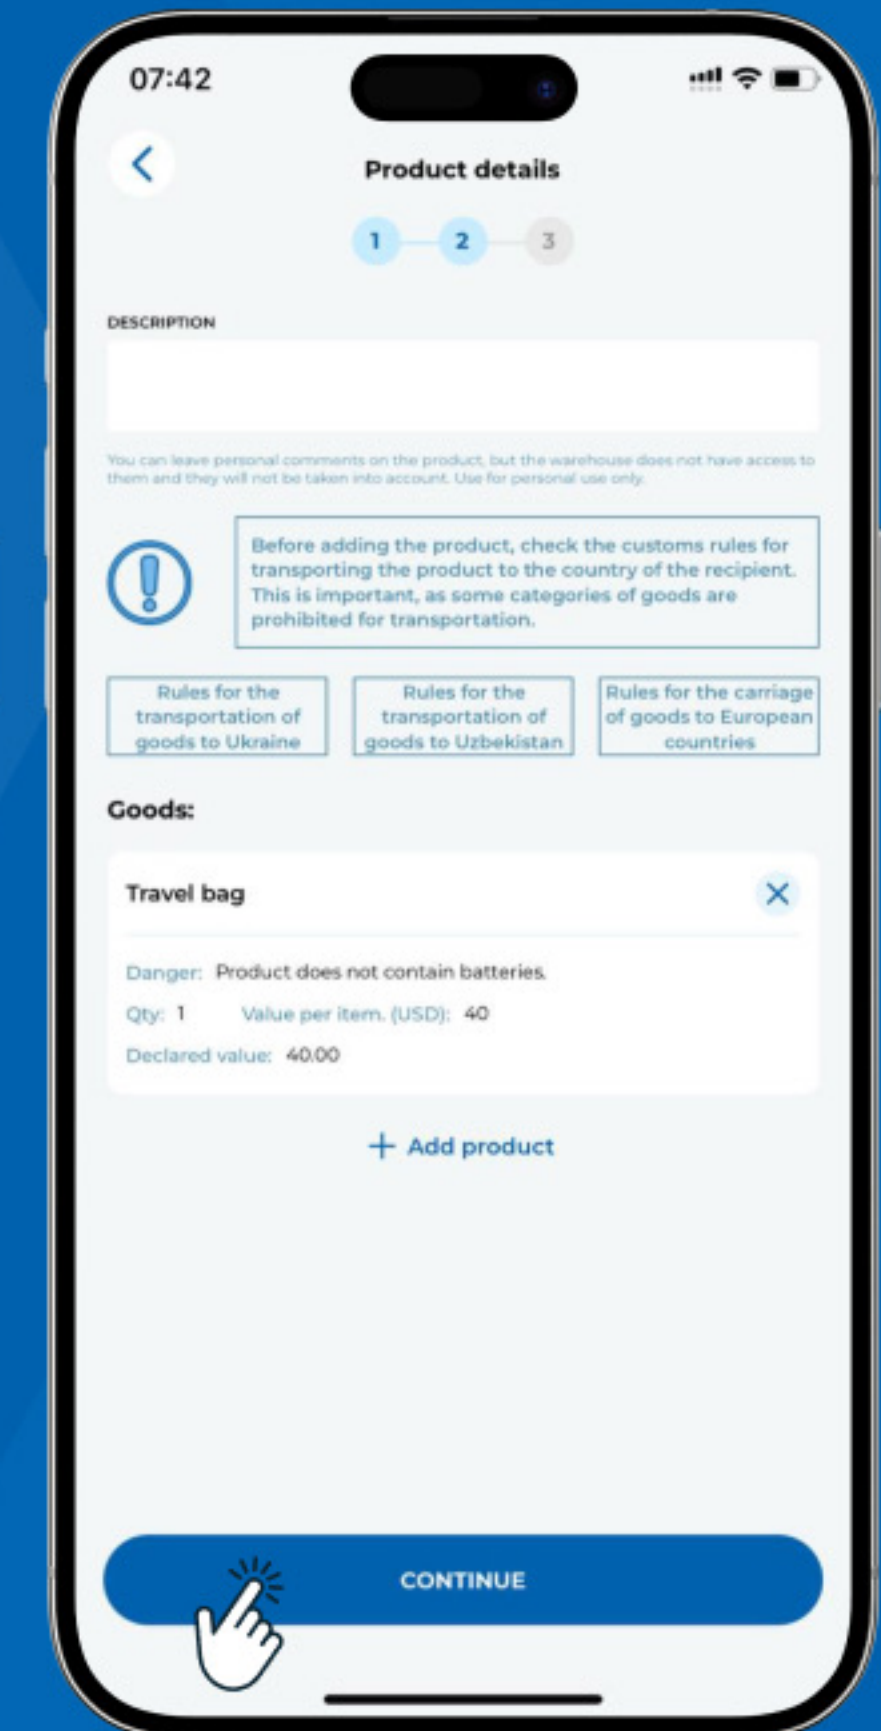 07:42
Product details
1 2 3
DESCRIPTION
You can leave personal comments on the product, but the warehouse does not have access to
them and they will not be taken into account. Use for personal use only.
Before adding the product, check the customs rules for
transporting the product to the country of the recipient.
This is important, as some categories of goods are
prohibited for transportation.
Rules for the
transportation of
goods to Ukraine
Rules for the
transportation of
goods to Uzbekistan
Rules for the carriage
of goods to European
countries
Goods:
Travel bag
Danger: Product does not contain batteries.
Qty: 1 Value per item. (USD): 40
Declared value: 40.00
+ Add product
CONTINUE